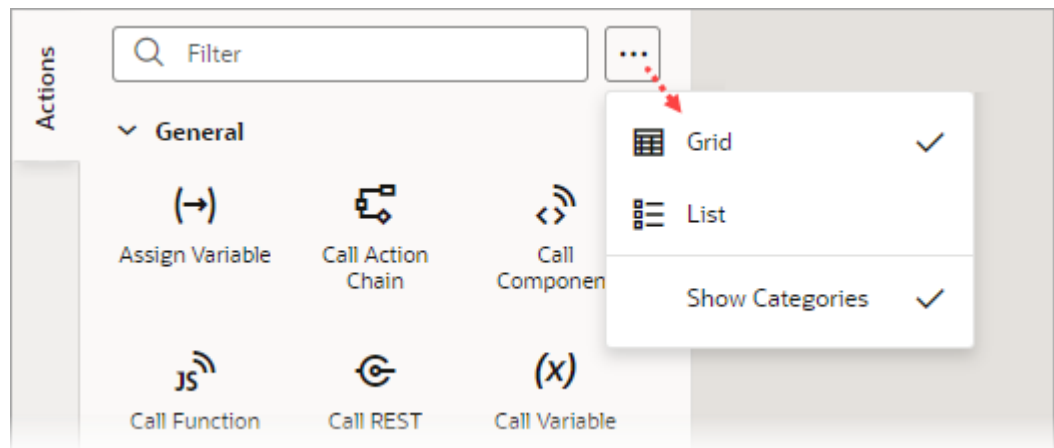 Actions
Filter
...
General
Grid
List
Show Categories
(→)
Assign Variable
Call Action
Chain
Call
Componen
JS
Call Function
Call REST
(x)
Call Variable